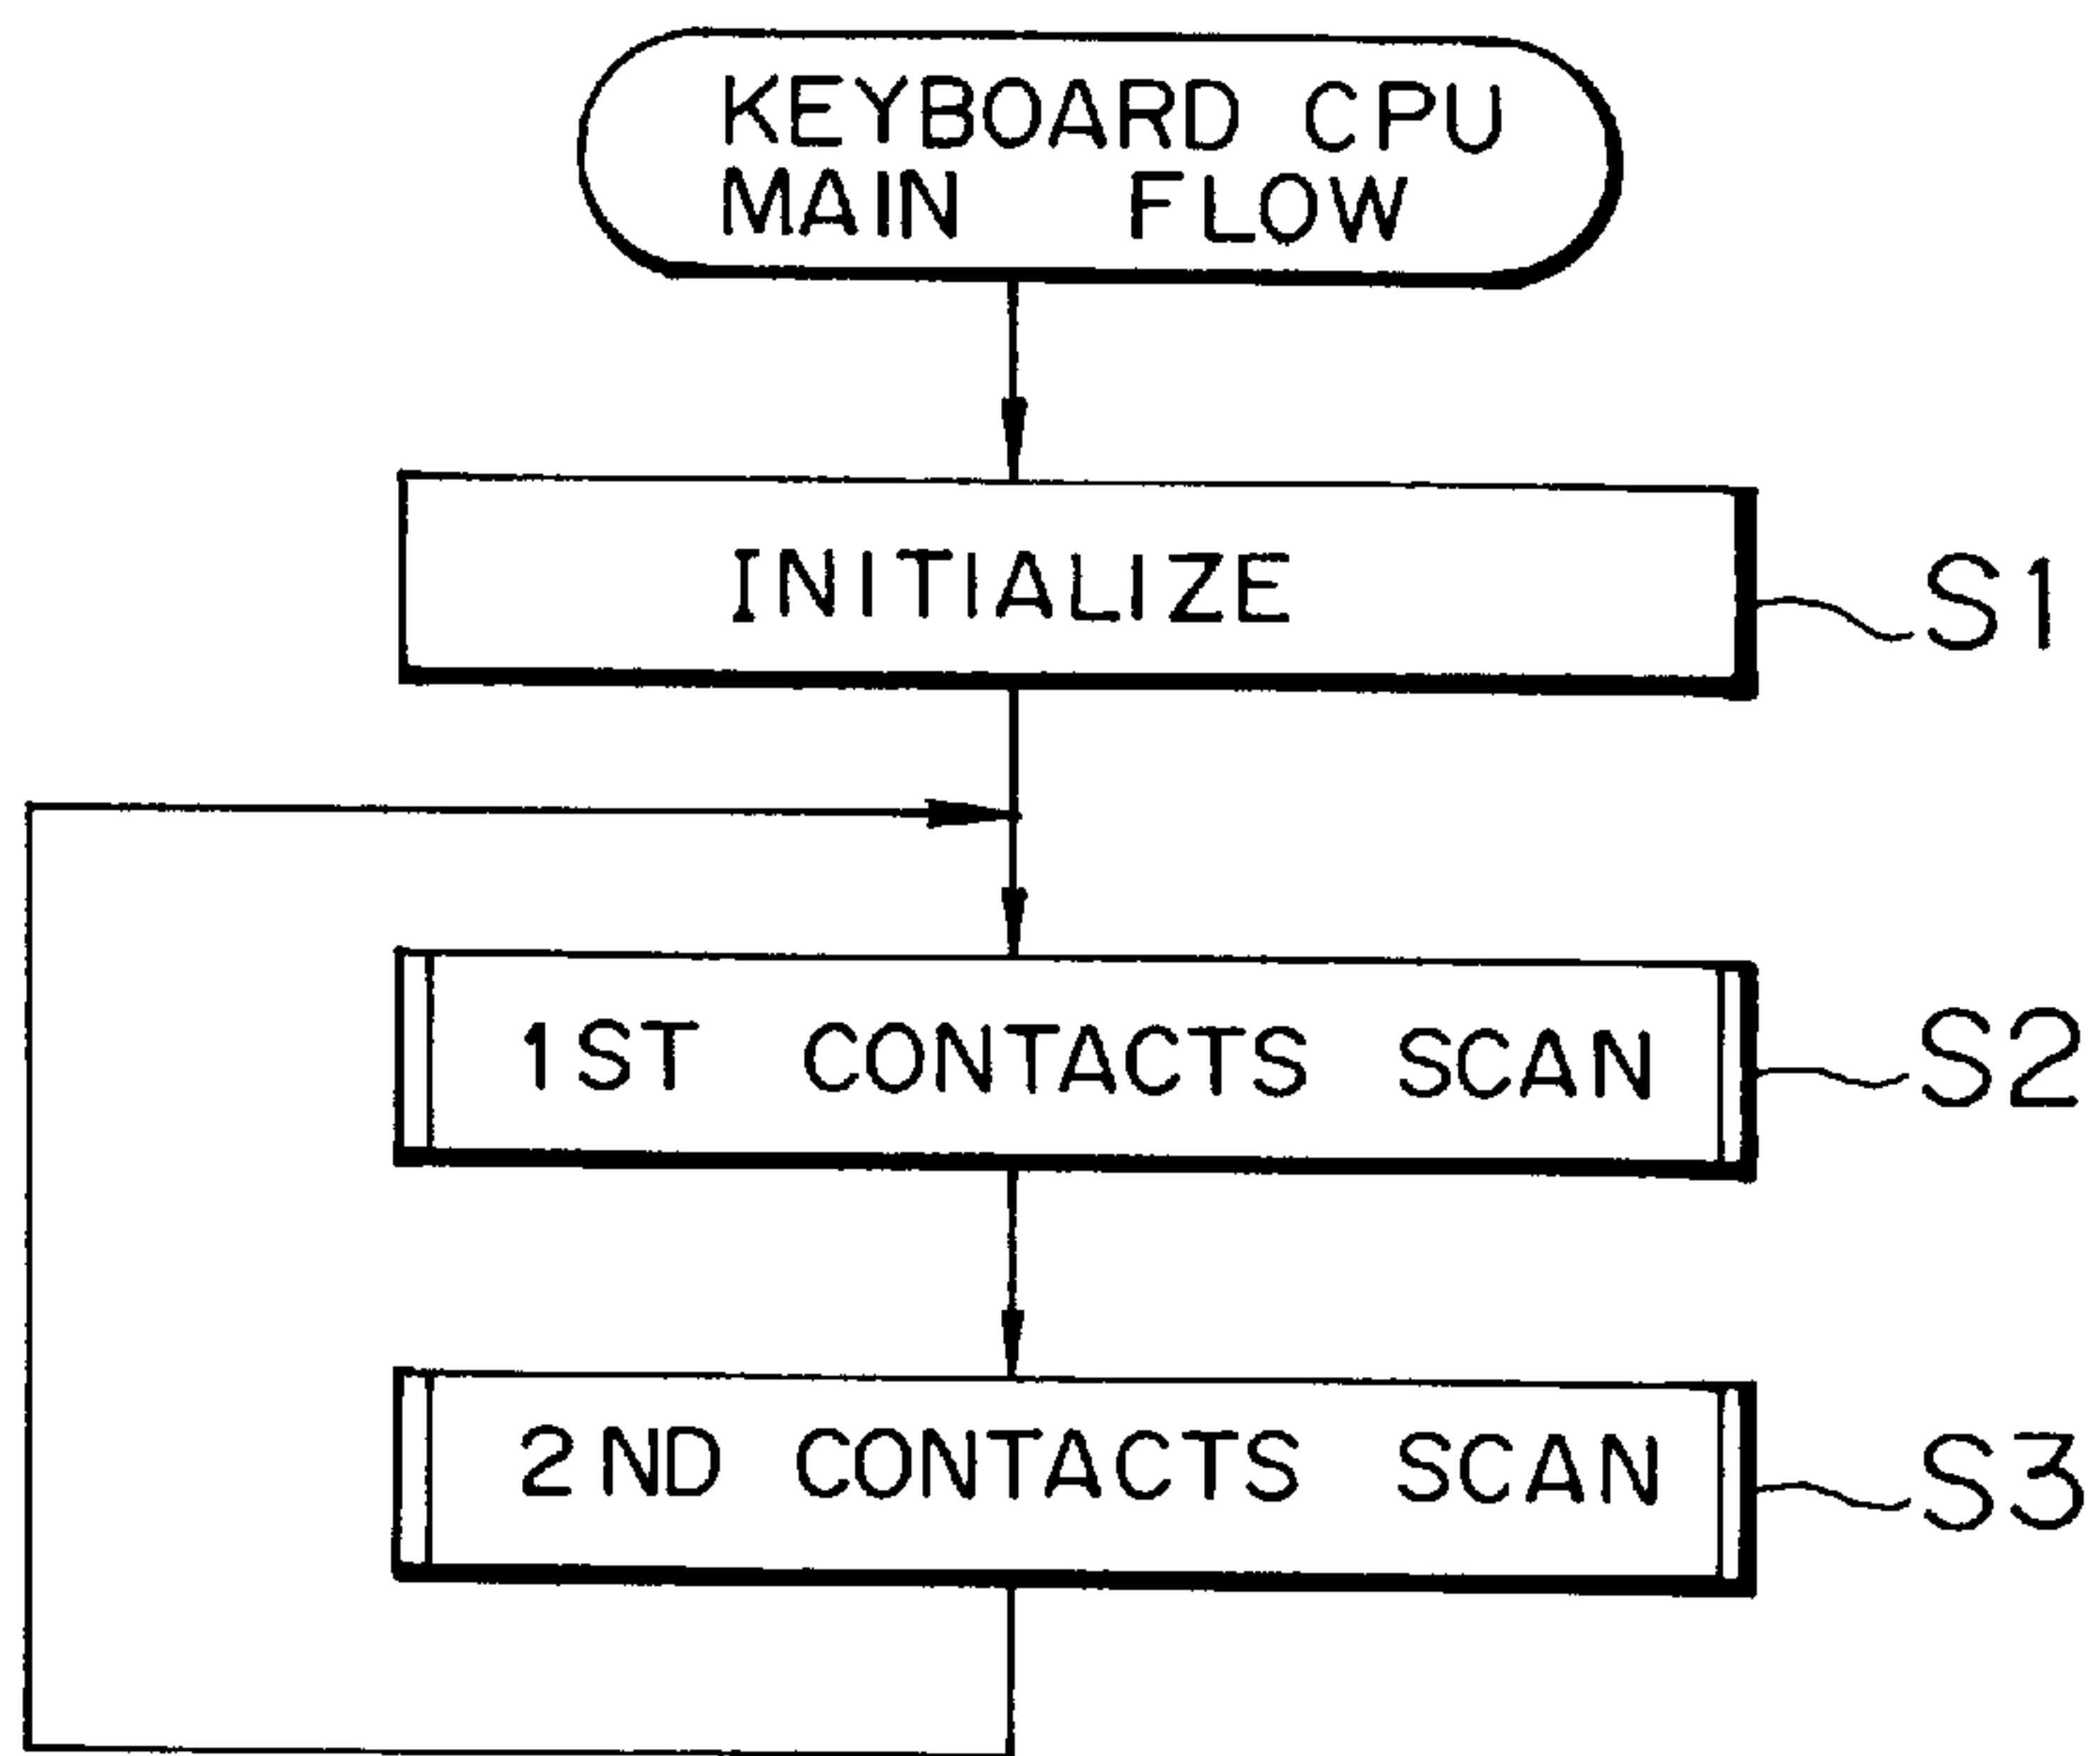 KEYBOARD CPU
MAIN FLOW
INITIALIZE
S1
1ST CONTACTS SCAN
S2
2ND CONTACTS SCAN
S3